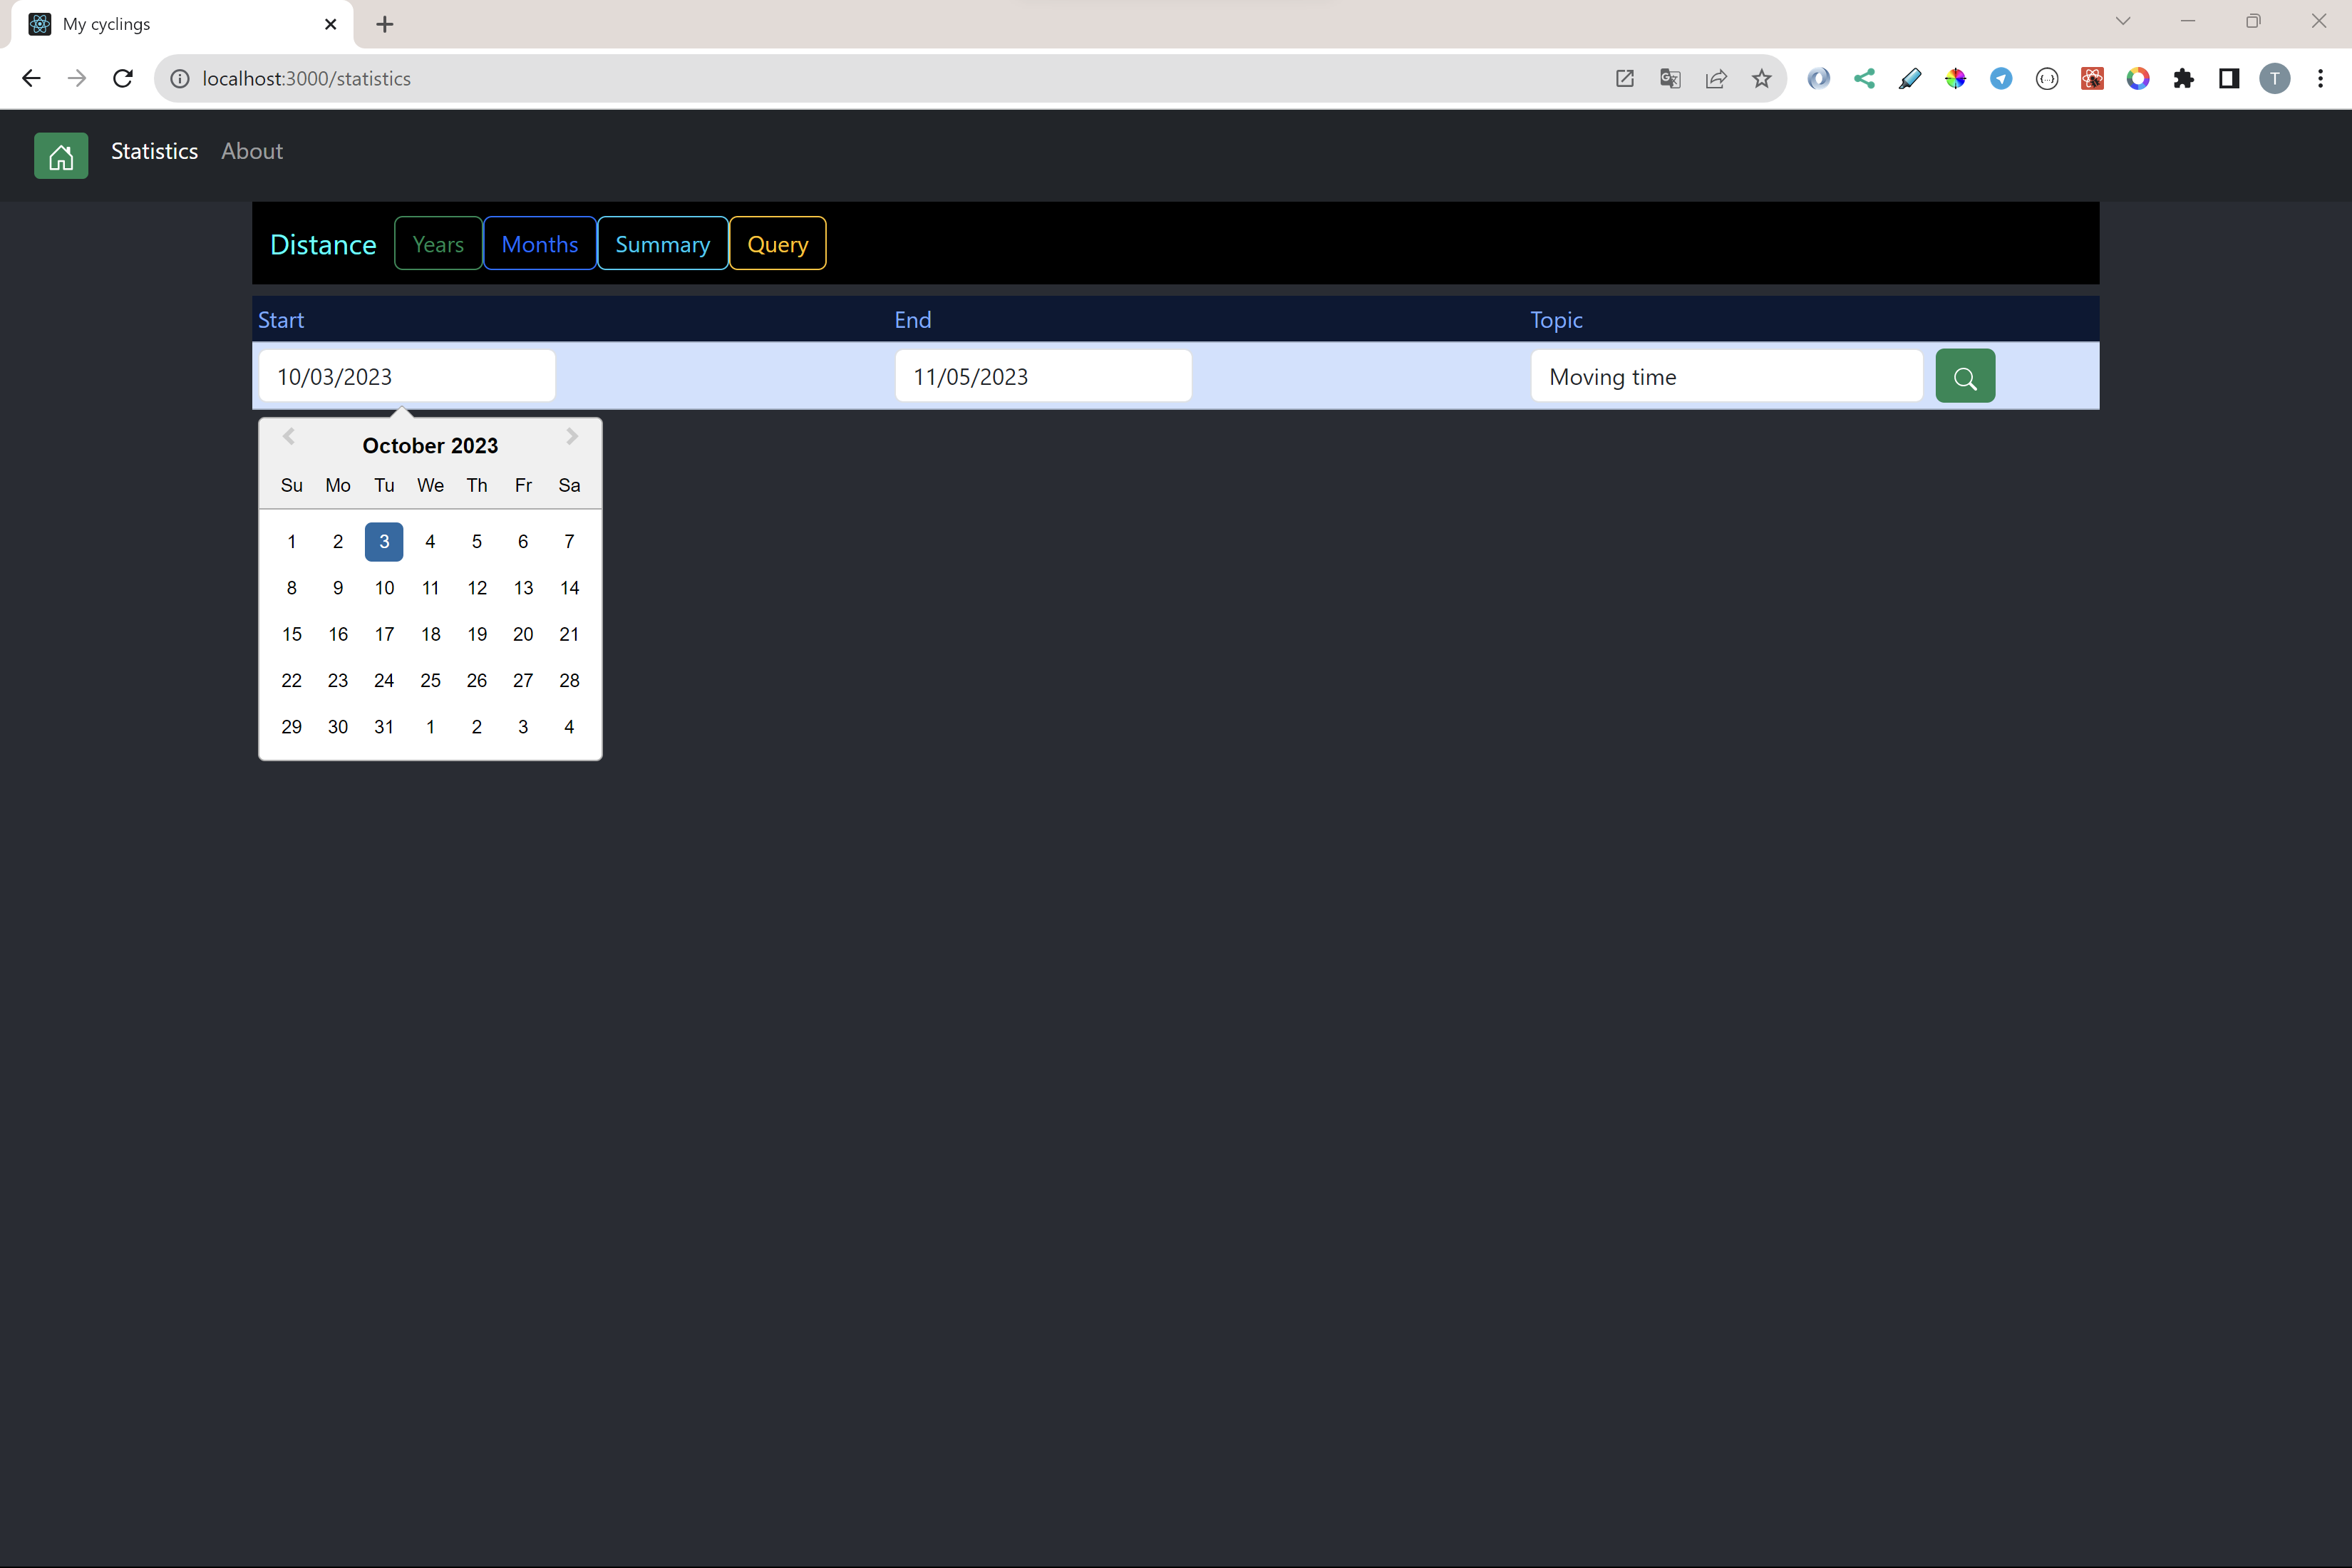 My cyclings
localhost:3000/statistics
T
Statistics About
Distance Years Months Summary Query
Start End Topic
10/03/2023 11/05/2023 Moving time
October 2023
Su Mo Tu We Th Fr Sa
1 2 3 4 5 6 7
8 9 10 11 12 13 14
15 16 17 18 19 20 21
22 23 24 25 26 27 28
29 30 31 1 2 3 4